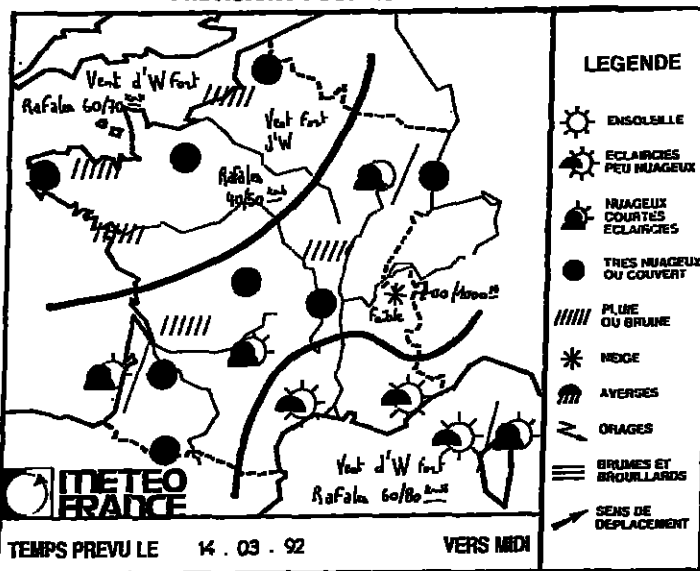 Vent d'W Fort
Rafales 60/70 km/h
Vent Fort
d'W
Rafales
40/50 km/h
Faible
Vent d'W Fort
Rafales 60/80 km/h
METEO
FRANCE
TEMPS PREVU LE 14.03.92 VERS MIDI
LEGENDE
ENSOLEILLE
ECLAIRCIES
PEU NUAGEUX
NUAGEUX
COURTES
ECLAIRCIES
TRES NUAGEUX
OU COUVERT
PLUIE
OU BRUINE
NEIGE
AVERSES
ORAGES
BRUMES ET
BROUILLARDS
SENS DE
DEPLACEMENT